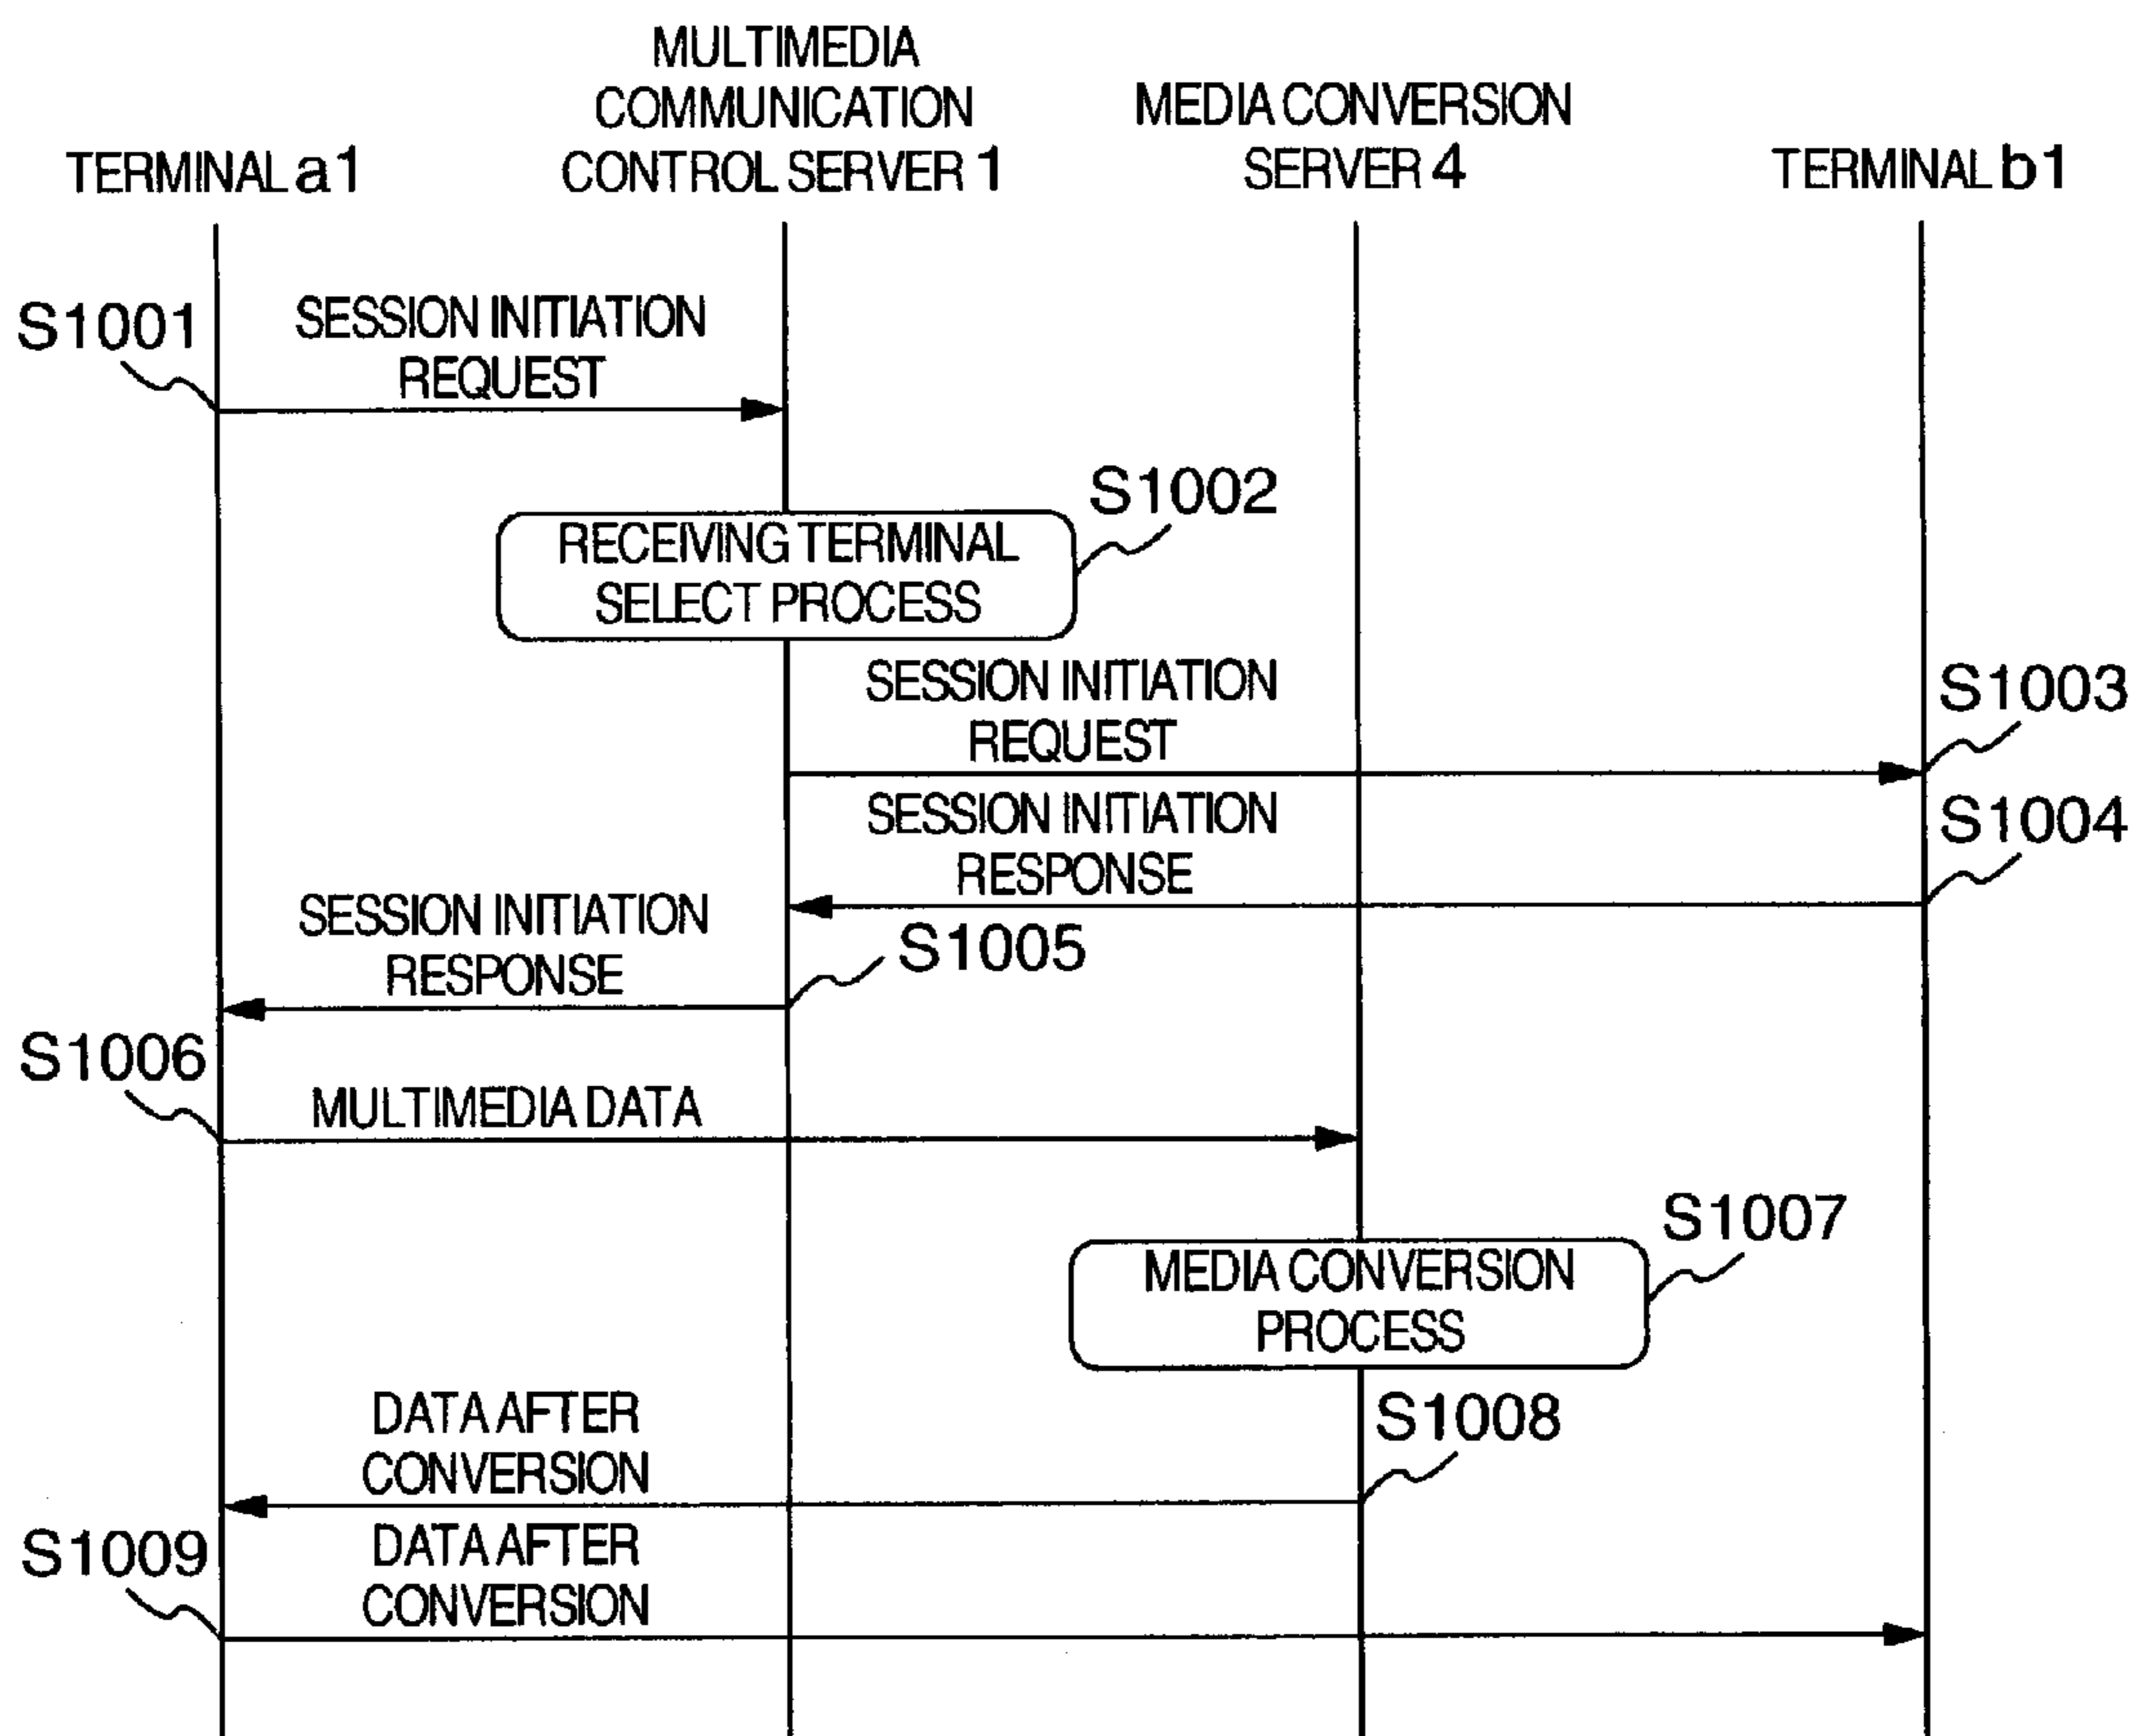 TERMINAL a1
MULTIMEDIA
COMMUNICATION
CONTROL SERVER 1
MEDIA CONVERSION
SERVER 4
TERMINAL b1
S1001
SESSION INITIATION
REQUEST
S1002
RECEIVING TERMINAL
SELECT PROCESS
SESSION INITIATION
REQUEST
S1003
SESSION INITIATION
RESPONSE
S1004
SESSION INITIATION
RESPONSE
S1005
S1006
MULTIMEDIA DATA
S1007
MEDIA CONVERSION
PROCESS
DATA AFTER
CONVERSION
S1008
S1009
DATA AFTER
CONVERSION